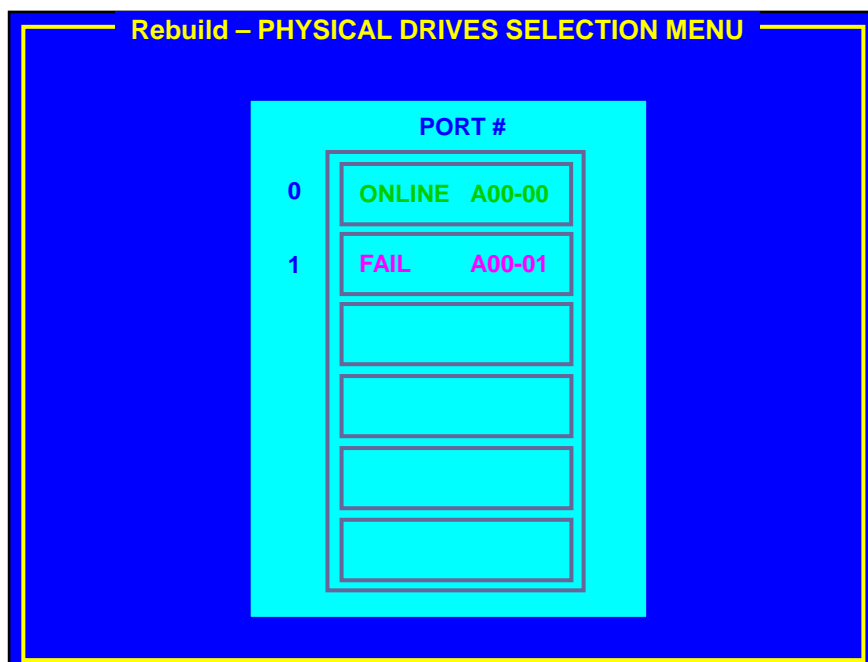 Rebuild – PHYSICAL DRIVES SELECTION MENU
PORT #
0 ONLINE A00-00
1 FAIL A00-01